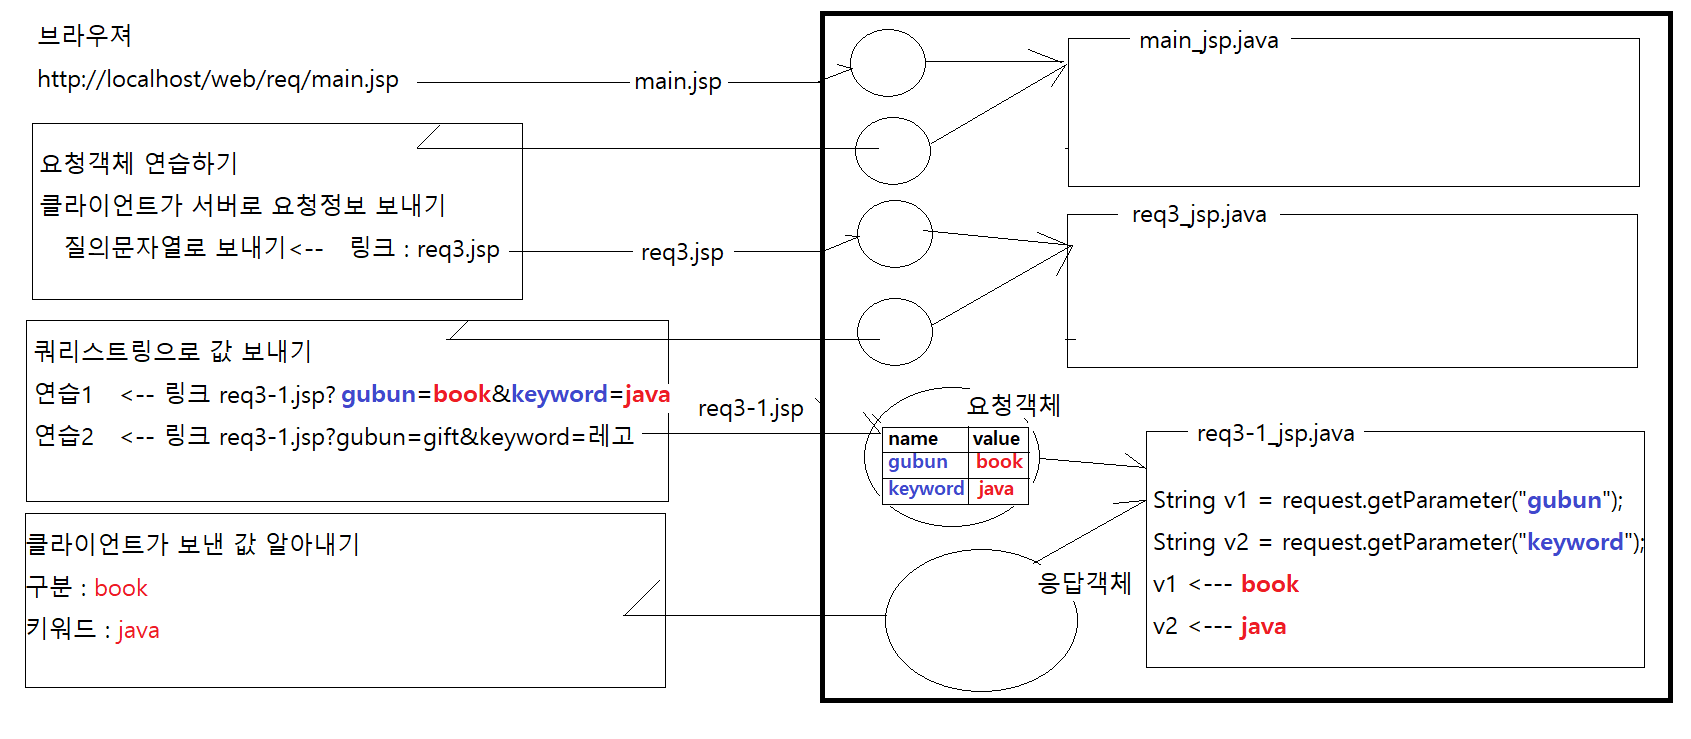 브라우져
http://localhost/web/req/main.jsp
main.jsp
main_jsp.java
요청객체 연습하기
클라이언트가 서버로 요청정보 보내기
질의문자열로 보내기<-- 링크 : req3.jsp
req3.jsp
req3_jsp.java
쿼리스트링으로 값 보내기
연습1 <-- 링크 req3-1.jsp? gubun=book&keyword=java
연습2 <-- 링크 req3-1.jsp?gubun=gift&keyword=레고
req3-1.jsp
요청객체
name value
gubun book
keyword java
req3-1_jsp.java
String v1 = request.getParameter("gubun");
String v2 = request.getParameter("keyword");
v1 <--- book
v2 <--- java
클라이언트가 보낸 값 알아내기
구분 : book
키워드 : java
응답객체